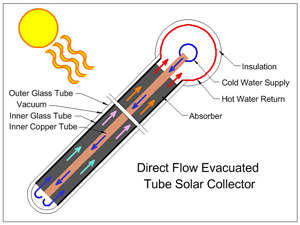 Insulation
Cold Water Supply
Hot Water Return
Outer Glass Tube
Vacuum
Inner Glass Tube
Inner Copper Tube
Absorber
Direct Flow Evacuated
Tube Solar Collector